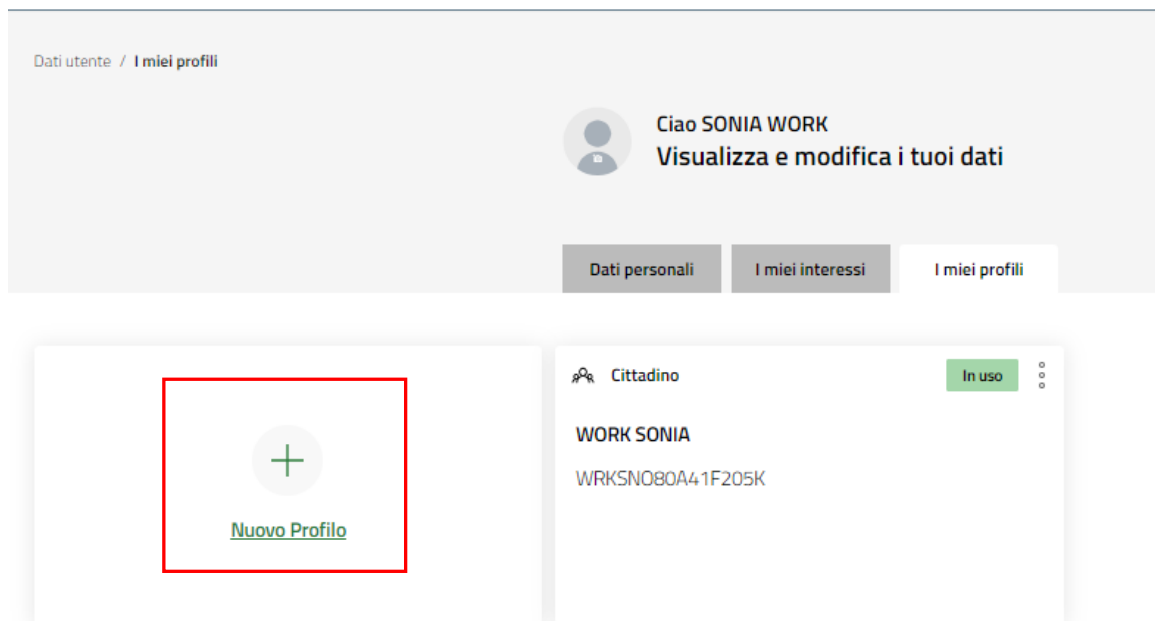 Dati utente / I miei profili
Ciao SONIA WORK
Visualizza e modifica i tuoi dati
Dati personali
I miei interessi
I miei profili
Nuovo Profilo
Cittadino
In uso
WORK SONIA
WRKSNO80A41F205K